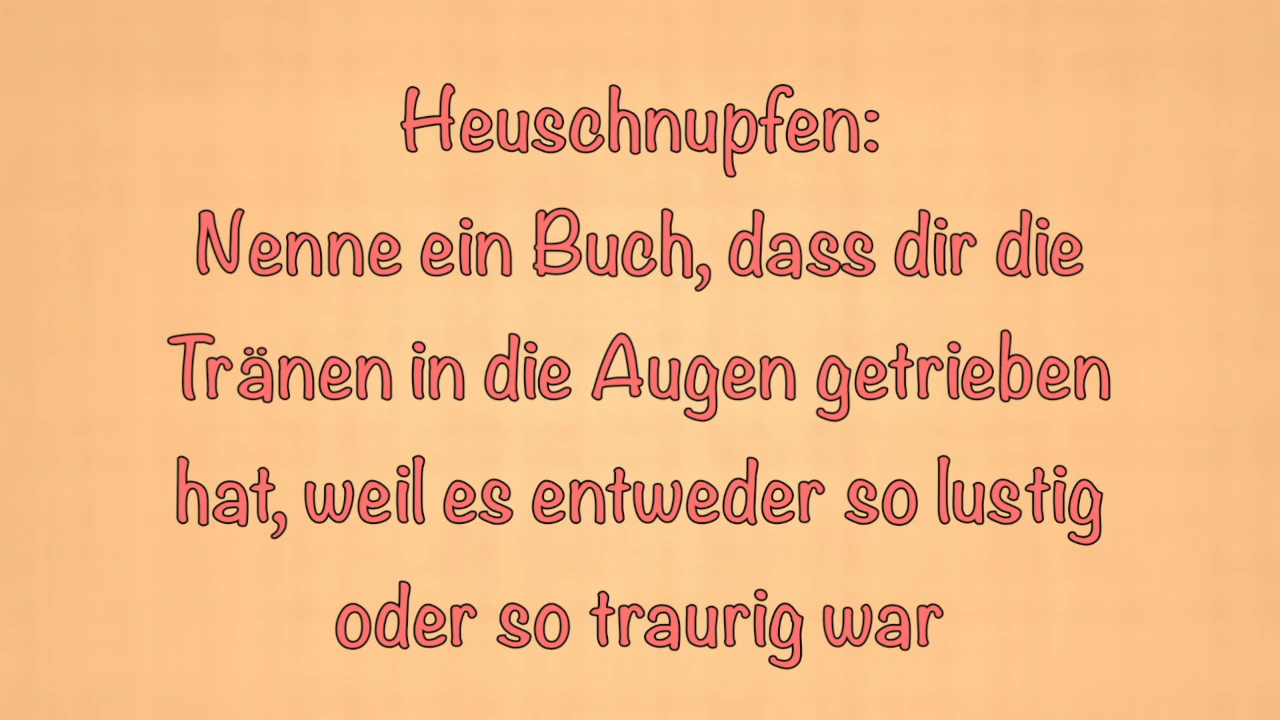 Heuschnupfen:
Nenne ein Buch, dass dir die
Tränen in die Augen getrieben
hat, weil es entweder so lustig
oder so traurig war